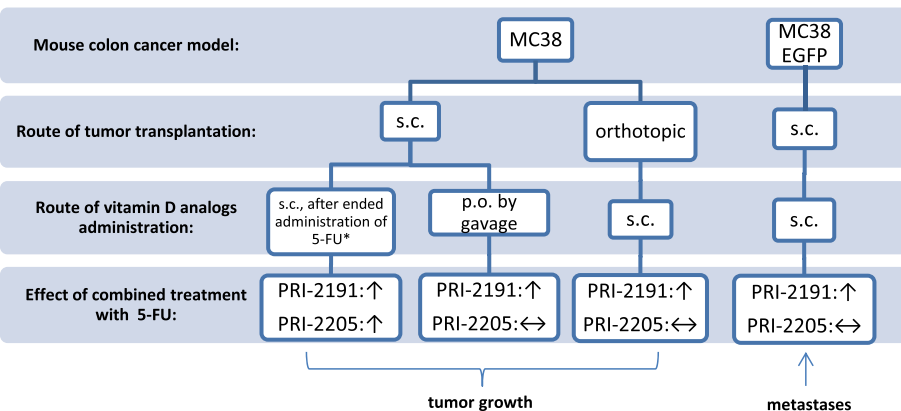 Mouse colon cancer model:
MC38
MC38
EGFP
Route of tumor transplantation:
s.c.
orthotopic
s.c.
Route of vitamin D analogs
administration:
s.c., after ended
administration of
5-FU*
p.o. by
gavage
s.c.
s.c.
Effect of combined treatment
with 5-FU:
PRI-2191:↑
PRI-2205:↑
PRI-2191:↑
PRI-2205:↔
PRI-2191:↑
PRI-2205:↔
PRI-2191:↑
PRI-2205:↔
tumor growth
metastases